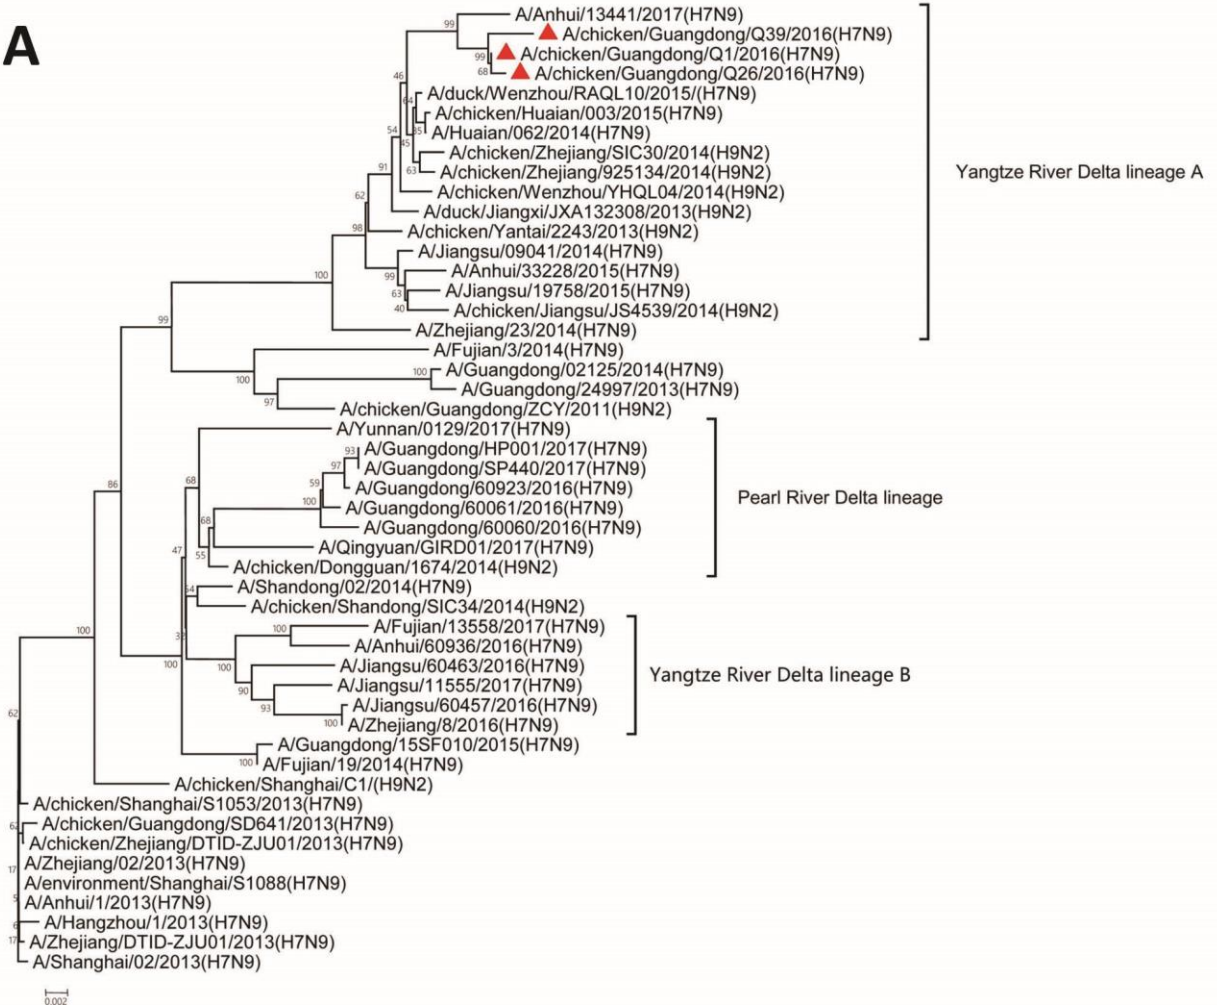 A
A/Anhui/13441/2017(H7N9)
99
A/chicken/Guangdong/Q39/2016(H7N9)
A/chicken/Guangdong/Q1/2016(H7N9)
99
A/chicken/Guangdong/Q26/2016(H7N9)
68
46
A/duck/Wenzhou/RAQL10/2015/(H7N9)
A/chicken/Huaian/003/2015(H7N9)
A/Huaian/062/2014(H7N9)
54
45
A/chicken/Zhejiang/SIC30/2014(H9N2)
91
63
A/chicken/Zhejiang/925134/2014(H9N2)
Yangtze River Delta lineage A
A/chicken/Wenzhou/YHQL04/2014(H9N2)
62
A/duck/Jiangxi/JXA132308/2013(H9N2)
98
A/chicken/Yantai/2243/2013(H9N2)
A/Jiangsu/09041/2014(H7N9)
100
99
A/Anhui/33228/2015(H7N9)
63
A/Jiangsu/19758/2015(H7N9)
40
A/chicken/Jiangsu/JS4539/2014(H9N2)
99
A/Zhejiang/23/2014(H7N9)
A/Fujian/3/2014(H7N9)
100
100
A/Guangdong/02125/2014(H7N9)
A/Guangdong/24997/2013(H7N9)
97
A/chicken/Guangdong/ZCY/2011(H9N2)
A/Yunnan/0129/2017(H7N9)
93
A/Guangdong/HP001/2017(H7N9)
97
A/Guangdong/SP440/2017(H7N9)
86
68
59
A/Guangdong/60923/2016(H7N9)
Pearl River Delta lineage
100
A/Guangdong/60061/2016(H7N9)
68
A/Guangdong/60060/2016(H7N9)
47
55
A/Qingyuan/GIRD01/2017(H7N9)
A/chicken/Dongguan/1674/2014(H9N2)
A/Shandong/02/2014(H7N9)
A/chicken/Shandong/SIC34/2014(H9N2)
100
100
A/Fujian/13558/2017(H7N9)
A/Anhui/60936/2016(H7N9)
100
100
A/Jiangsu/60463/2016(H7N9)
Yangtze River Delta lineage B
90
A/Jiangsu/11555/2017(H7N9)
93
A/Jiangsu/60457/2016(H7N9)
62
100
A/Zhejiang/8/2016(H7N9)
A/Guangdong/15SF010/2015(H7N9)
100
A/Fujian/19/2014(H7N9)
A/chicken/Shanghai/C1/(H9N2)
A/chicken/Shanghai/S1053/2013(H7N9)
62
A/chicken/Guangdong/SD641/2013(H7N9)
A/chicken/Zhejiang/DTID-ZJU01/2013(H7N9)
17
A/Zhejiang/02/2013(H7N9)
A/environment/Shanghai/S1088(H7N9)
A/Anhui/1/2013(H7N9)
A/Hangzhou/1/2013(H7N9)
17
A/Zhejiang/DTID-ZJU01/2013(H7N9)
A/Shanghai/02/2013(H7N9)
0.002